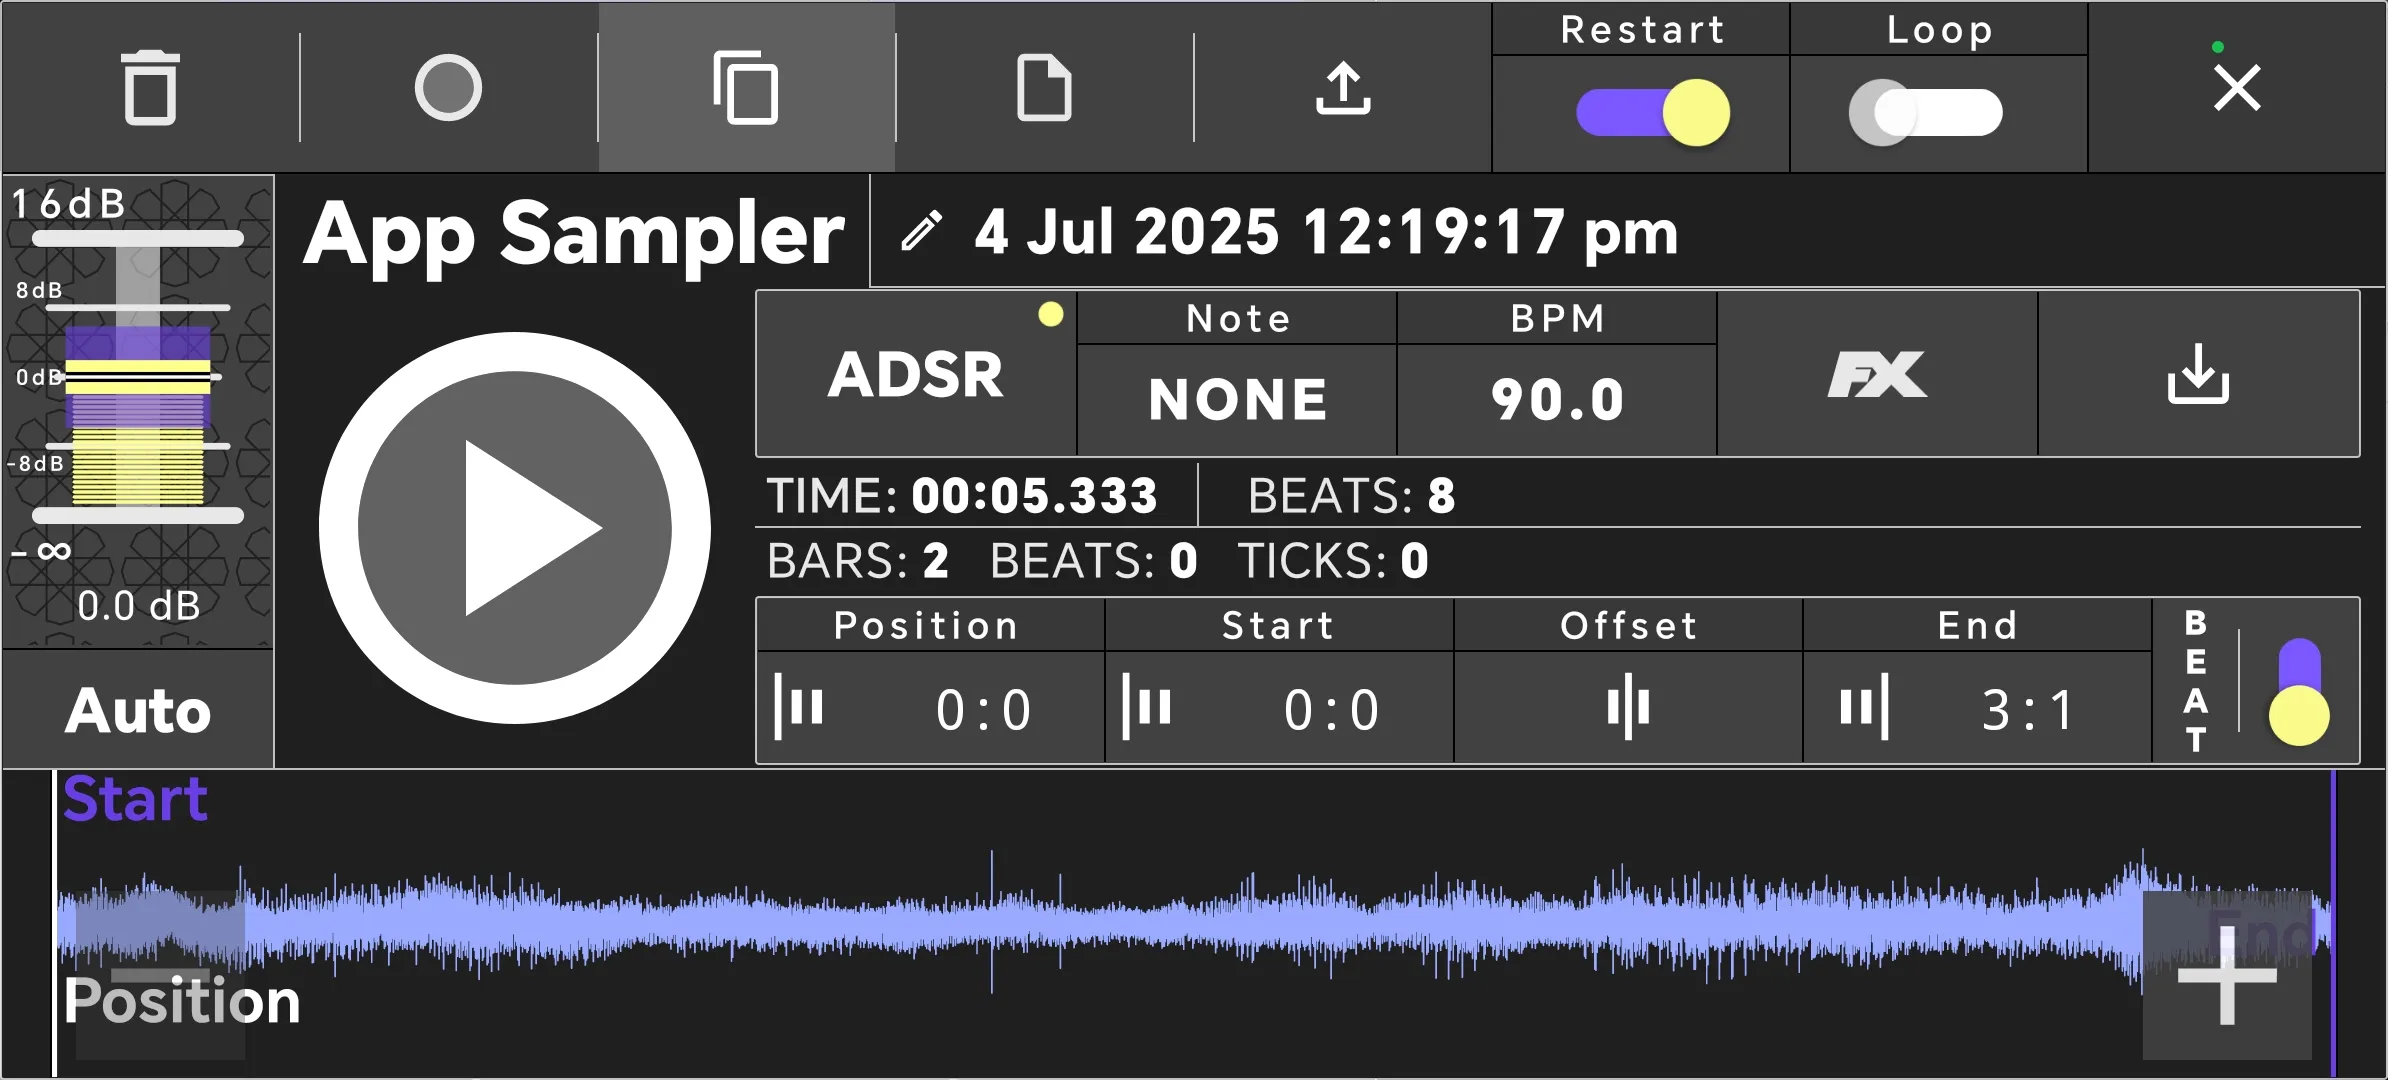 Restart Loop
16dB
8dB
0dB
-8dB
-∞
0.0 dB
Auto
App Sampler
4 Jul 2025 12:19:17 pm
ADSR
Note
NONE
BPM
90.0
FX
TIME: 00:05.333 BEATS: 8
BARS: 2 BEATS: 0 TICKS: 0
Position Start Offset End
0:0 0:0 3:1
BEAT
Start
End
Position